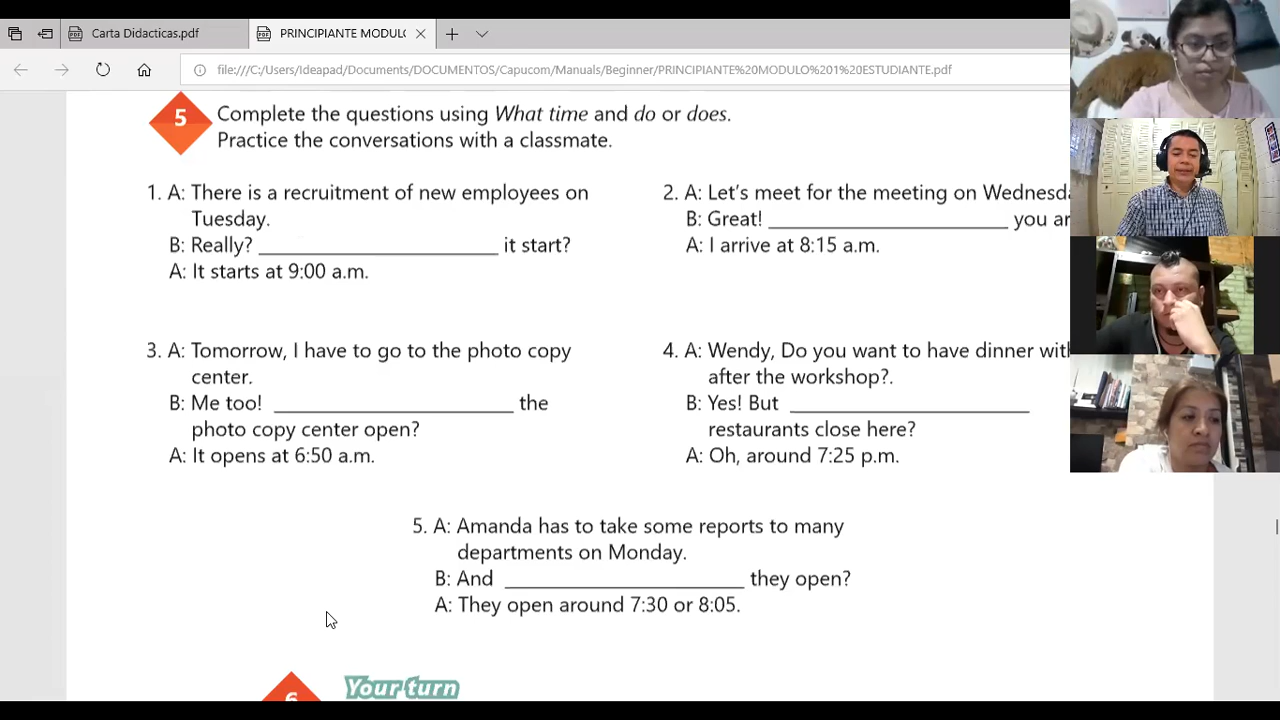 Carta Didacticas.pdf
PRINCIPIANTE MODULO
file:///C:/Users/Ideapad/Documents/DOCUMENTOS/Capucom/Manuals/Beginner/PRINCIPIANTE%20MODULO%201%20ESTUDIANTE.pdf
5 Complete the questions using What time and do or does.
Practice the conversations with a classmate.
1. A: There is a recruitment of new employees on
Tuesday.
B: Really? ____________________ it start?
A: It starts at 9:00 a.m.
2. A: Let's meet for the meeting on Wednesda
B: Great! ____________________ you ar
A: I arrive at 8:15 a.m.
3. A: Tomorrow, I have to go to the photo copy
center.
B: Me too! ____________________ the
photo copy center open?
A: It opens at 6:50 a.m.
4. A: Wendy, Do you want to have dinner wit
after the workshop?.
B: Yes! But ____________________
restaurants close here?
A: Oh, around 7:25 p.m.
5. A: Amanda has to take some reports to many
departments on Monday.
B: And ____________________ they open?
A: They open around 7:30 or 8:05.
6 Your turn